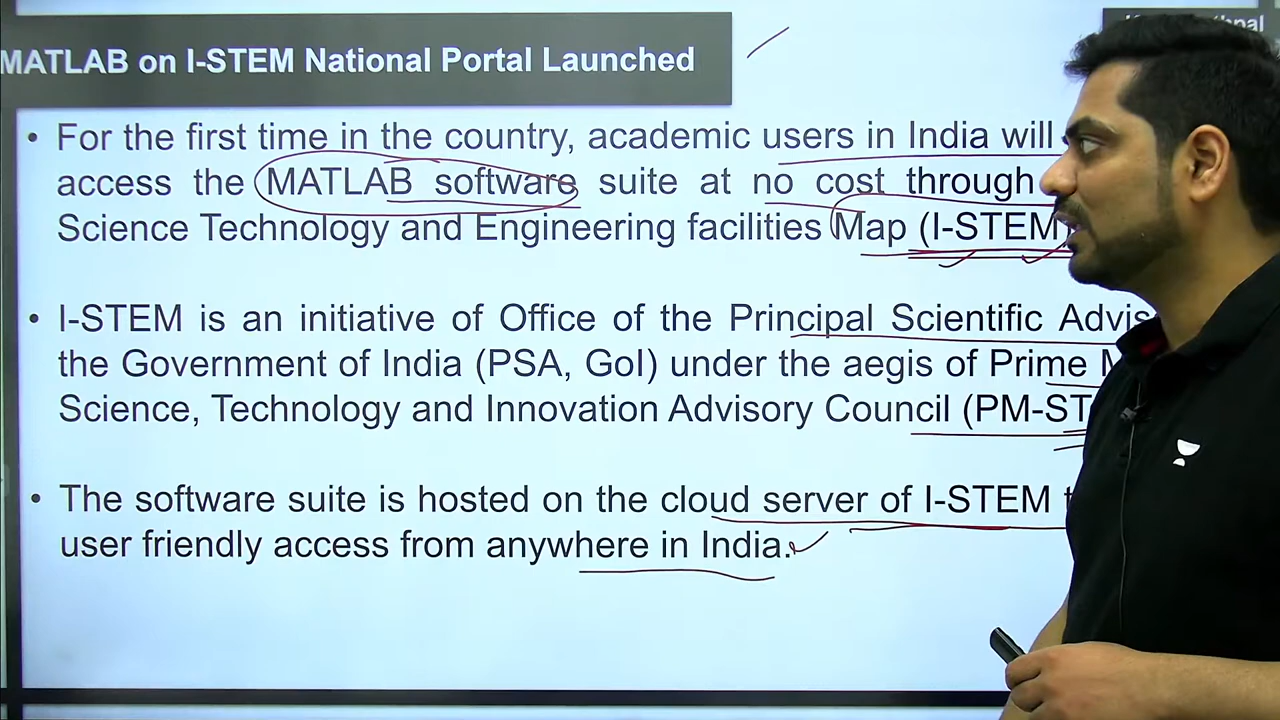 MATLAB on I-STEM National Portal Launched
• For the first time in the country, academic users in India will
access the MATLAB software suite at no cost through
Science Technology and Engineering facilities Map (I-STEM)
• I-STEM is an initiative of Office of the Principal Scientific Advis
the Government of India (PSA, GoI) under the aegis of Prime M
Science, Technology and Innovation Advisory Council (PM-ST
• The software suite is hosted on the cloud server of I-STEM t
user friendly access from anywhere in India.